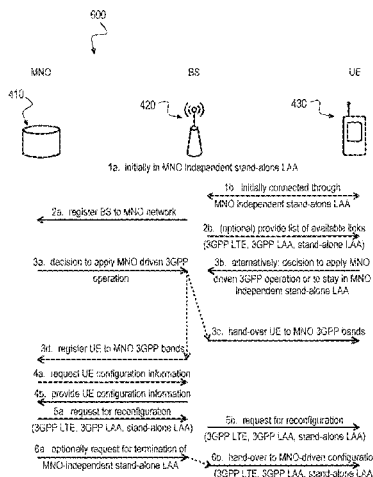 600
MNO BS UE
410
420
430
1a. initially in MNO independent stand-alone LAA
1b. initially connected through
MNO independent stand-alone LAA
2a. register BS to MNO network
2b. (optional) provide list of available links
(3GPP LTE, 3GPP LAA, stand-alone LAA)
3a. decision to apply MNO driven 3GPP
operation
3b. alternatively: decision to apply MNO
driven 3GPP operation or to stay in MNO
independent stand-alone LAA
3c. hand-over UE to MNO 3GPP bands
3d. register UE to MNO 3GPP bands
4a. request UE configuration information
4b. provide UE configuration information
5a. request for reconfiguration
(3GPP LTE, 3GPP LAA, stand-alone LAA)
5b. request for reconfiguration
(3GPP LTE, 3GPP LAA, stand-alone LAA)
6a. optionally request for termination of
MNO-independent stand-alone LAA
6b. hand-over to MNO-driven configuratio
(3GPP LTE, 3GPP LAA, stand-alone LAA